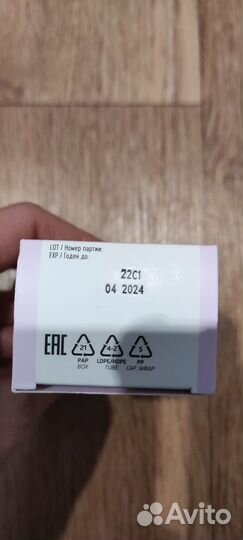 LOT / Номер партии:
EXP / Годен до:
22C1
04 2024
EAC 21 4-2 5
PAP LDPE/HDPE PP
BOX TUBE CAP, WRAP
Avito